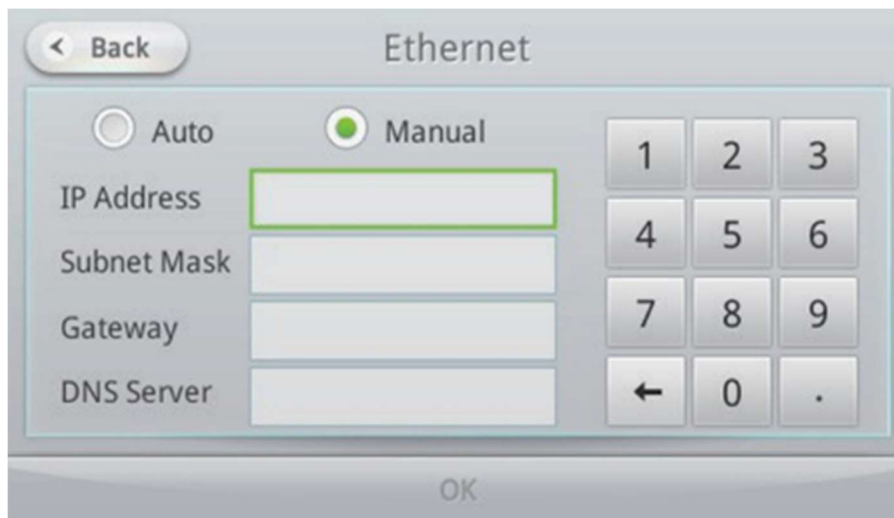 Back
Ethernet
Auto
Manual
IP Address
Subnet Mask
Gateway
DNS Server
1 2 3
4 5 6
7 8 9
← 0 .
OK